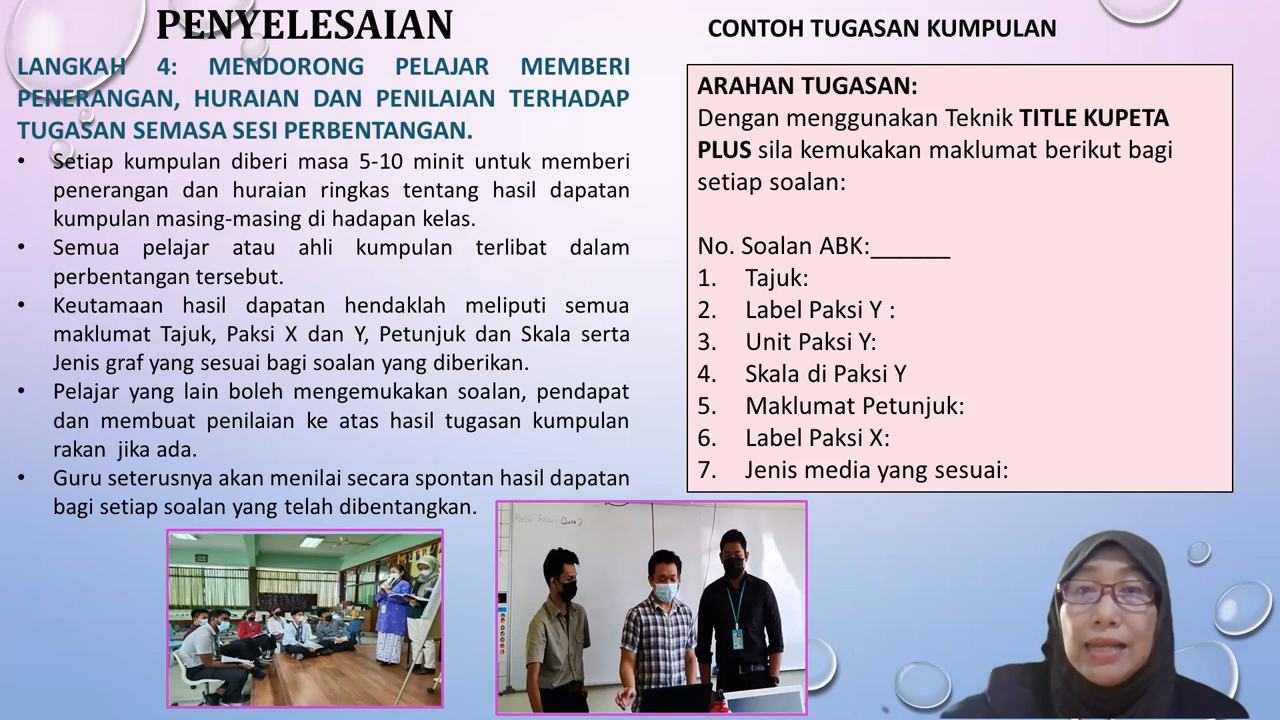 PENYELESAIAN
LANGKAH 4: MENDORONG PELAJAR MEMBERI
PENERANGAN, HURAIAN DAN PENILAIAN TERHADAP
TUGASAN SEMASA SESI PERBENTANGAN.
• Setiap kumpulan diberi masa 5-10 minit untuk memberi
penerangan dan huraian ringkas tentang hasil dapatan
kumpulan masing-masing di hadapan kelas.
• Semua pelajar atau ahli kumpulan terlibat dalam
perbentangan tersebut.
• Keutamaan hasil dapatan hendaklah meliputi semua
maklumat Tajuk, Paksi X dan Y, Petunjuk dan Skala serta
Jenis graf yang sesuai bagi soalan yang diberikan.
• Pelajar yang lain boleh mengemukakan soalan, pendapat
dan membuat penilaian ke atas hasil tugasan kumpulan
rakan jika ada.
• Guru seterusnya akan menilai secara spontan hasil dapatan
bagi setiap soalan yang telah dibentangkan.
CONTOH TUGASAN KUMPULAN
ARAHAN TUGASAN:
Dengan menggunakan Teknik TITLE KUPETA
PLUS sila kemukakan maklumat berikut bagi
setiap soalan:
No. Soalan ABK:______
1. Tajuk:
2. Label Paksi Y :
3. Unit Paksi Y:
4. Skala di Paksi Y
5. Maklumat Petunjuk:
6. Label Paksi X:
7. Jenis media yang sesuai: